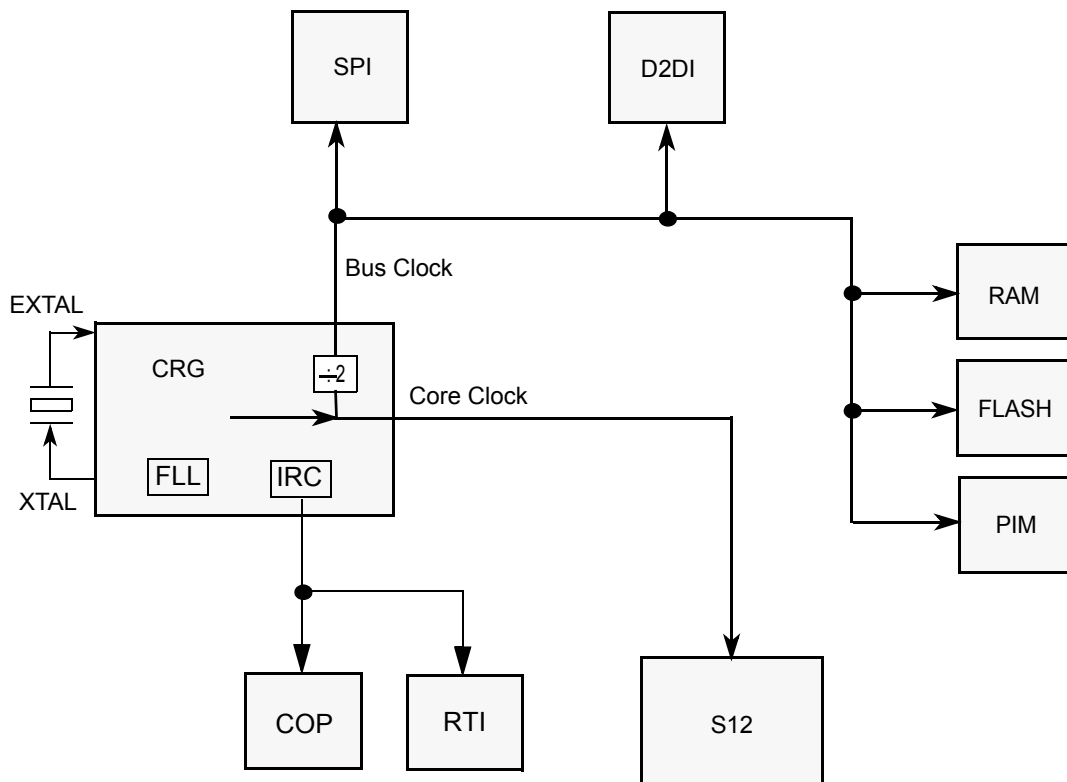 SPI
D2DI
Bus Clock
RAM
EXTAL
CRG
÷2
Core Clock
FLASH
FLL
IRC
XTAL
PIM
COP
RTI
S12